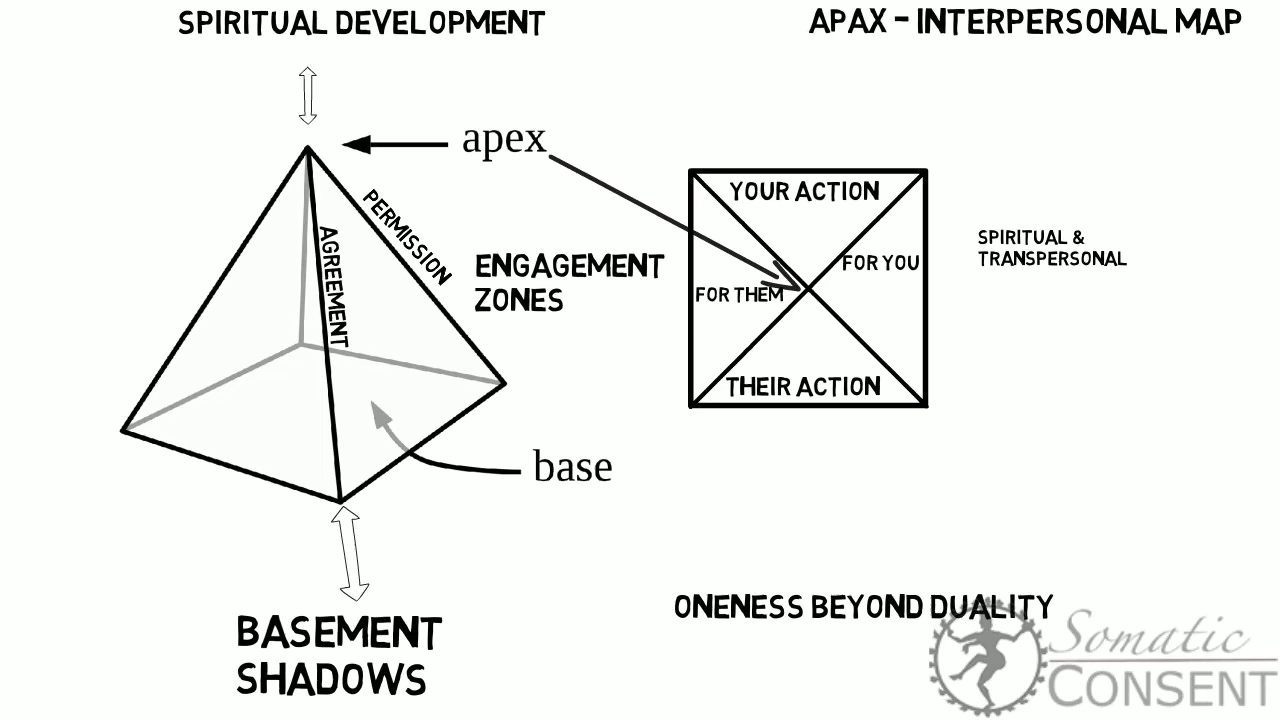 SPIRITUAL DEVELOPMENT
APAX - INTERPERSONAL MAP
apex
PERMISSION
AGREEMENT
ENGAGEMENT
ZONES
YOUR ACTION
FOR YOU
FOR THEM
THEIR ACTION
SPIRITUAL &
TRANSPERSONAL
base
BASEMENT
SHADOWS
ONENESS BEYOND DUALITY
Somatic
CONSENT